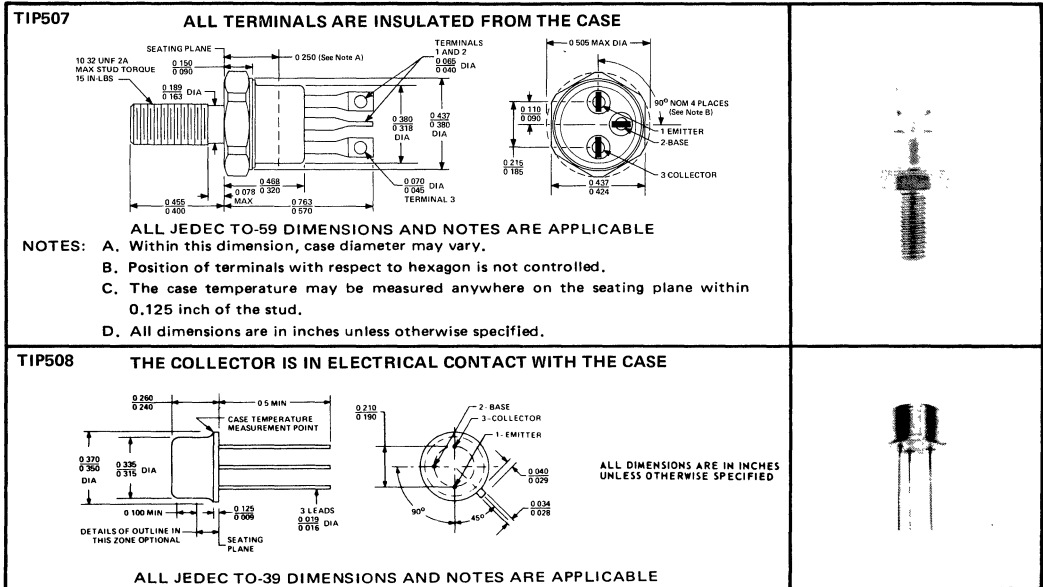 TIP507
ALL TERMINALS ARE INSULATED FROM THE CASE
SEATING PLANE
0 250 (See Note A)
TERMINALS
1 AND 2
0 065
0 040 DIA
0 505 MAX DIA
10 32 UNF 2A
MAX STUD TORQUE
15 IN-LBS
0 150
0 090
0 189
0 163 DIA
0 380
0 318
DIA
0 437
0 380
DIA
0 110
0 090
90° NOM 4 PLACES
(See Note B)
1 EMITTER
2-BASE
3 COLLECTOR
0 215
0 185
0 437
0 424
0 468
0 320
0 078
MAX
0 070
0 045 DIA
TERMINAL 3
0 455
0 400
0 763
0 570
ALL JEDEC TO-59 DIMENSIONS AND NOTES ARE APPLICABLE
NOTES: A. Within this dimension, case diameter may vary.
B. Position of terminals with respect to hexagon is not controlled.
C. The case temperature may be measured anywhere on the seating plane within
0.125 inch of the stud.
D. All dimensions are in inches unless otherwise specified.
TIP508
THE COLLECTOR IS IN ELECTRICAL CONTACT WITH THE CASE
0.260
0 240
0 5 MIN
CASE TEMPERATURE
MEASUREMENT POINT
0 210
0 190
2- BASE
3-COLLECTOR
1- EMITTER
0 370
0 350
DIA
0 335
0 315 DIA
0 040
0 029
ALL DIMENSIONS ARE IN INCHES
UNLESS OTHERWISE SPECIFIED
0 100 MIN
0 125
0 009
3 LEADS
0 019
0 016 DIA
90°
45°
0 034
0 028
DETAILS OF OUTLINE IN
THIS ZONE OPTIONAL
SEATING
PLANE
ALL JEDEC TO-39 DIMENSIONS AND NOTES ARE APPLICABLE